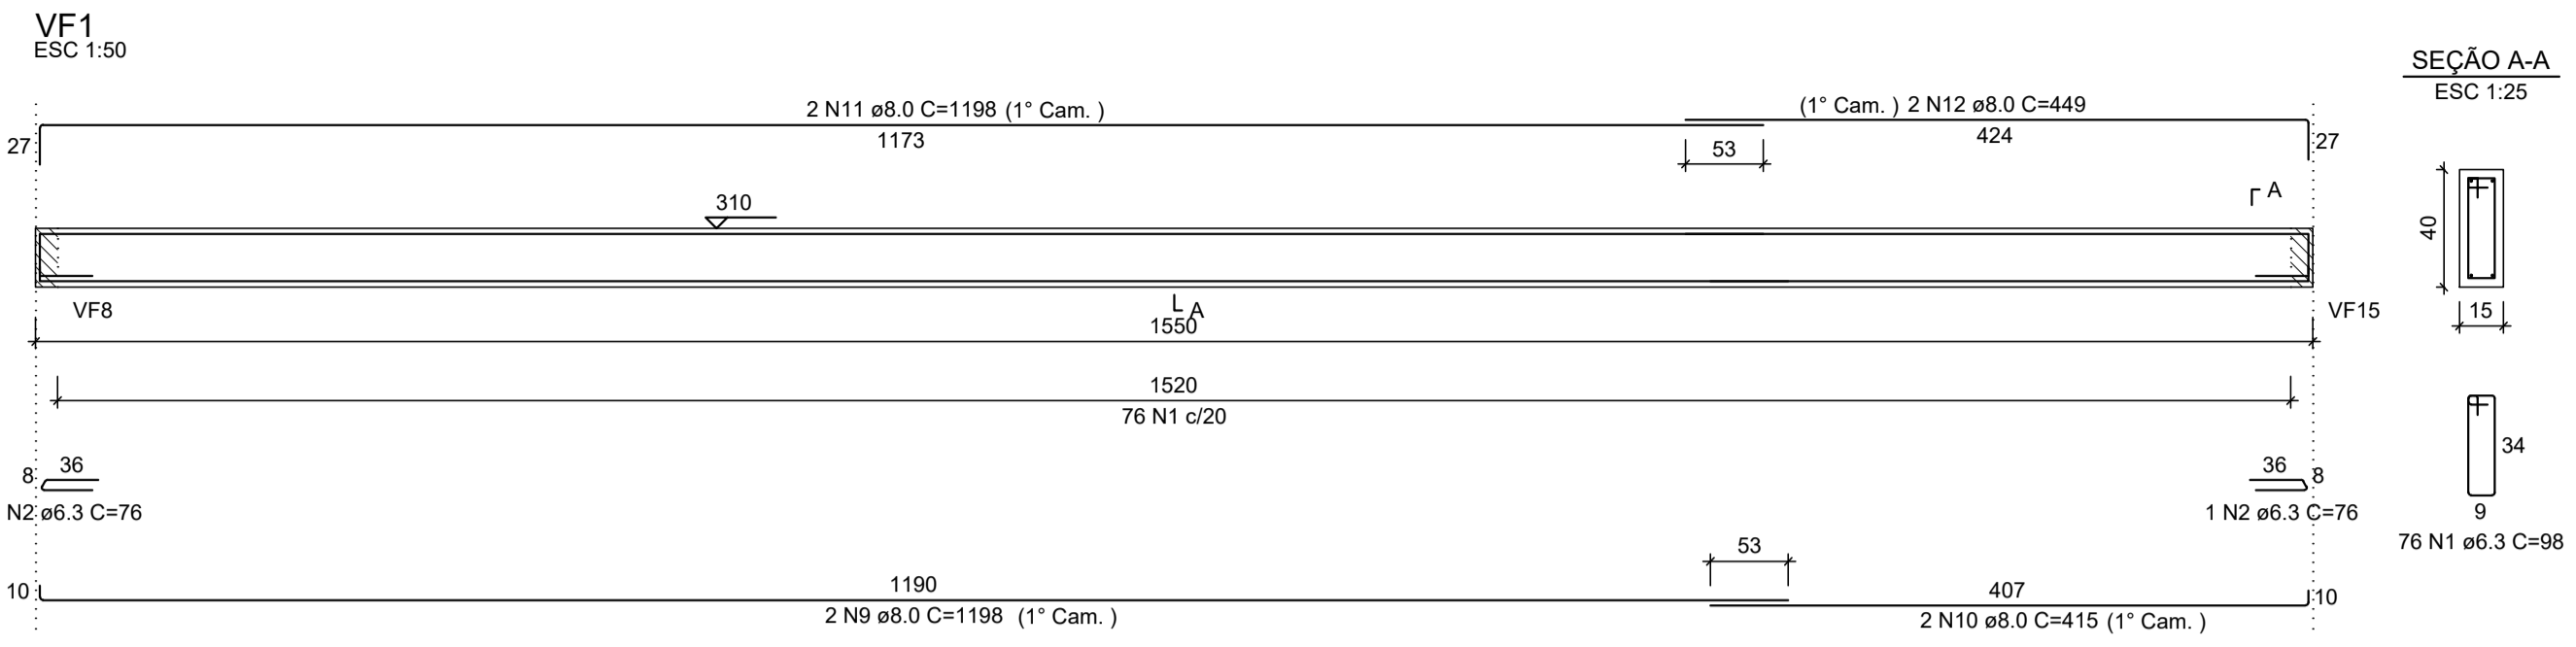 VF1
ESC 1:50
SEÇÃO A-A
ESC 1:25
2 N11 ø8.0 C=1198 (1° Cam. )
(1° Cam. ) 2 N12 ø8.0 C=449
1173
424
27
53
27
A
310
40
VF8
A
VF15
15
1550
1520
76 N1 c/20
8
36
36
8
34
N2 ø6.3 C=76
1 N2 ø6.3 C=76
9
76 N1 ø6.3 C=98
53
10
1190
407
10
2 N9 ø8.0 C=1198 (1° Cam. )
2 N10 ø8.0 C=415 (1° Cam. )